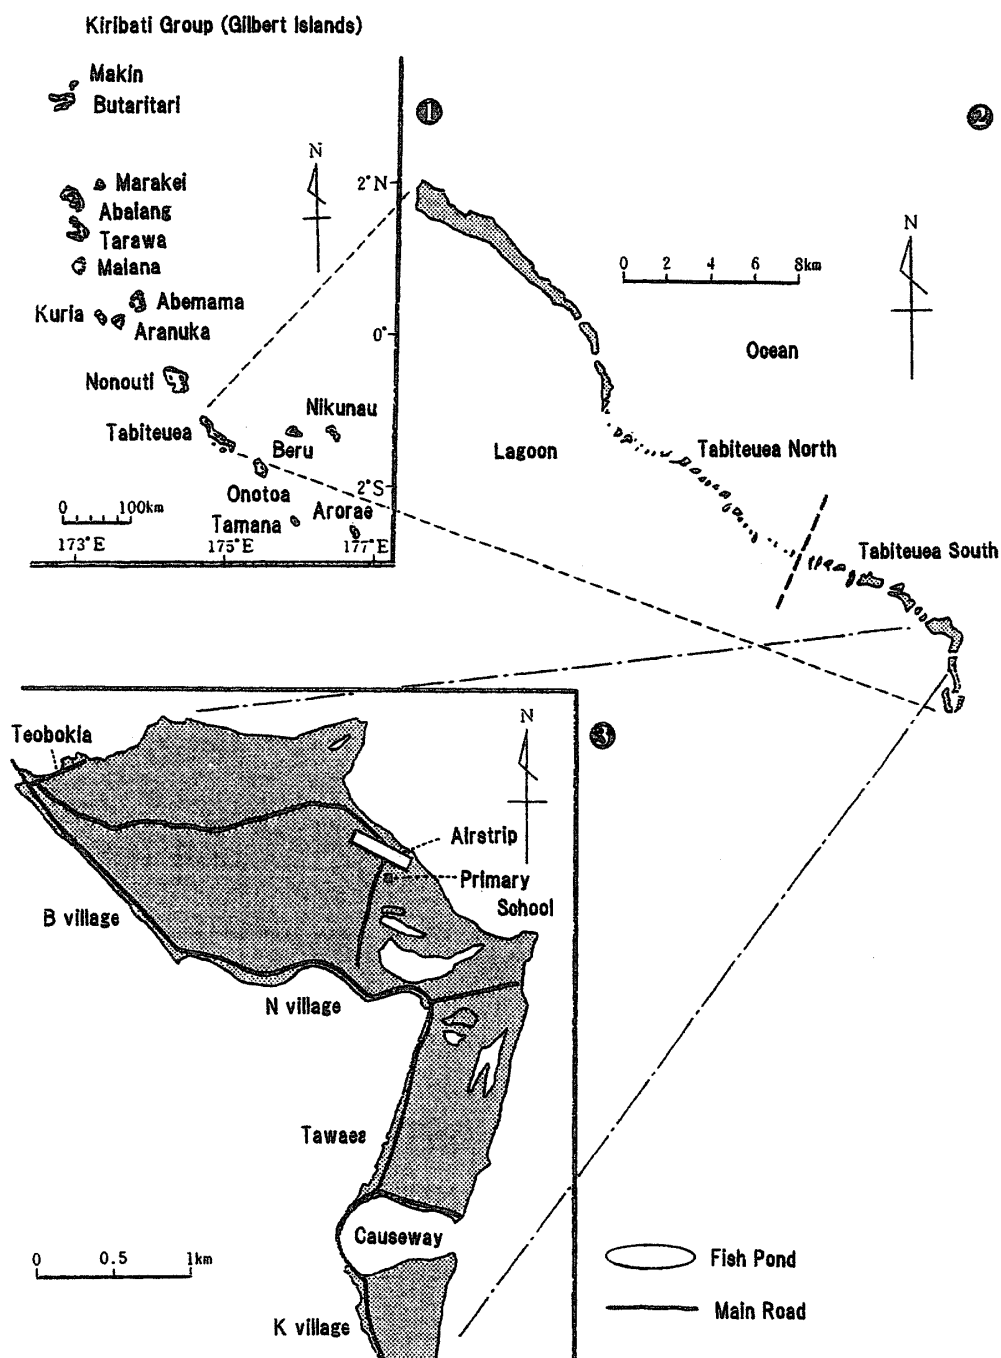 Kiribati Group (Gilbert Islands)
Makin
Butaritari
Marakei
Abaiang
Tarawa
Maiana
Kuria
Abemama
Aranuka
Nonouti
Tabiteuea
Nikunau
Beru
Onotoa
Tamana
Arorae
N
2°N
0°
2°S
0 100km
173°E 175°E 177°E
1
2
N
0 2 4 6 8km
Ocean
Lagoon
Tabiteuea North
Tabiteuea South
3
N
Teobokia
Airstrip
Primary
School
B village
N village
Tawaea
Causeway
K village
0 0.5 1km
Fish Pond
Main Road